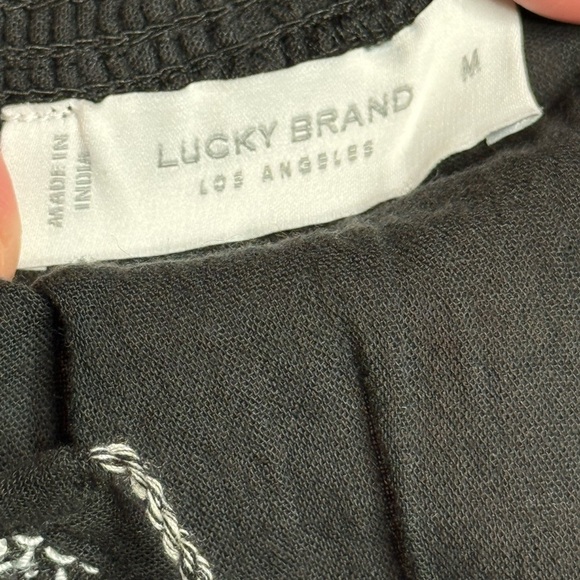 M
LUCKY BRAND
LOS ANGELES
MADE IN
INDIA